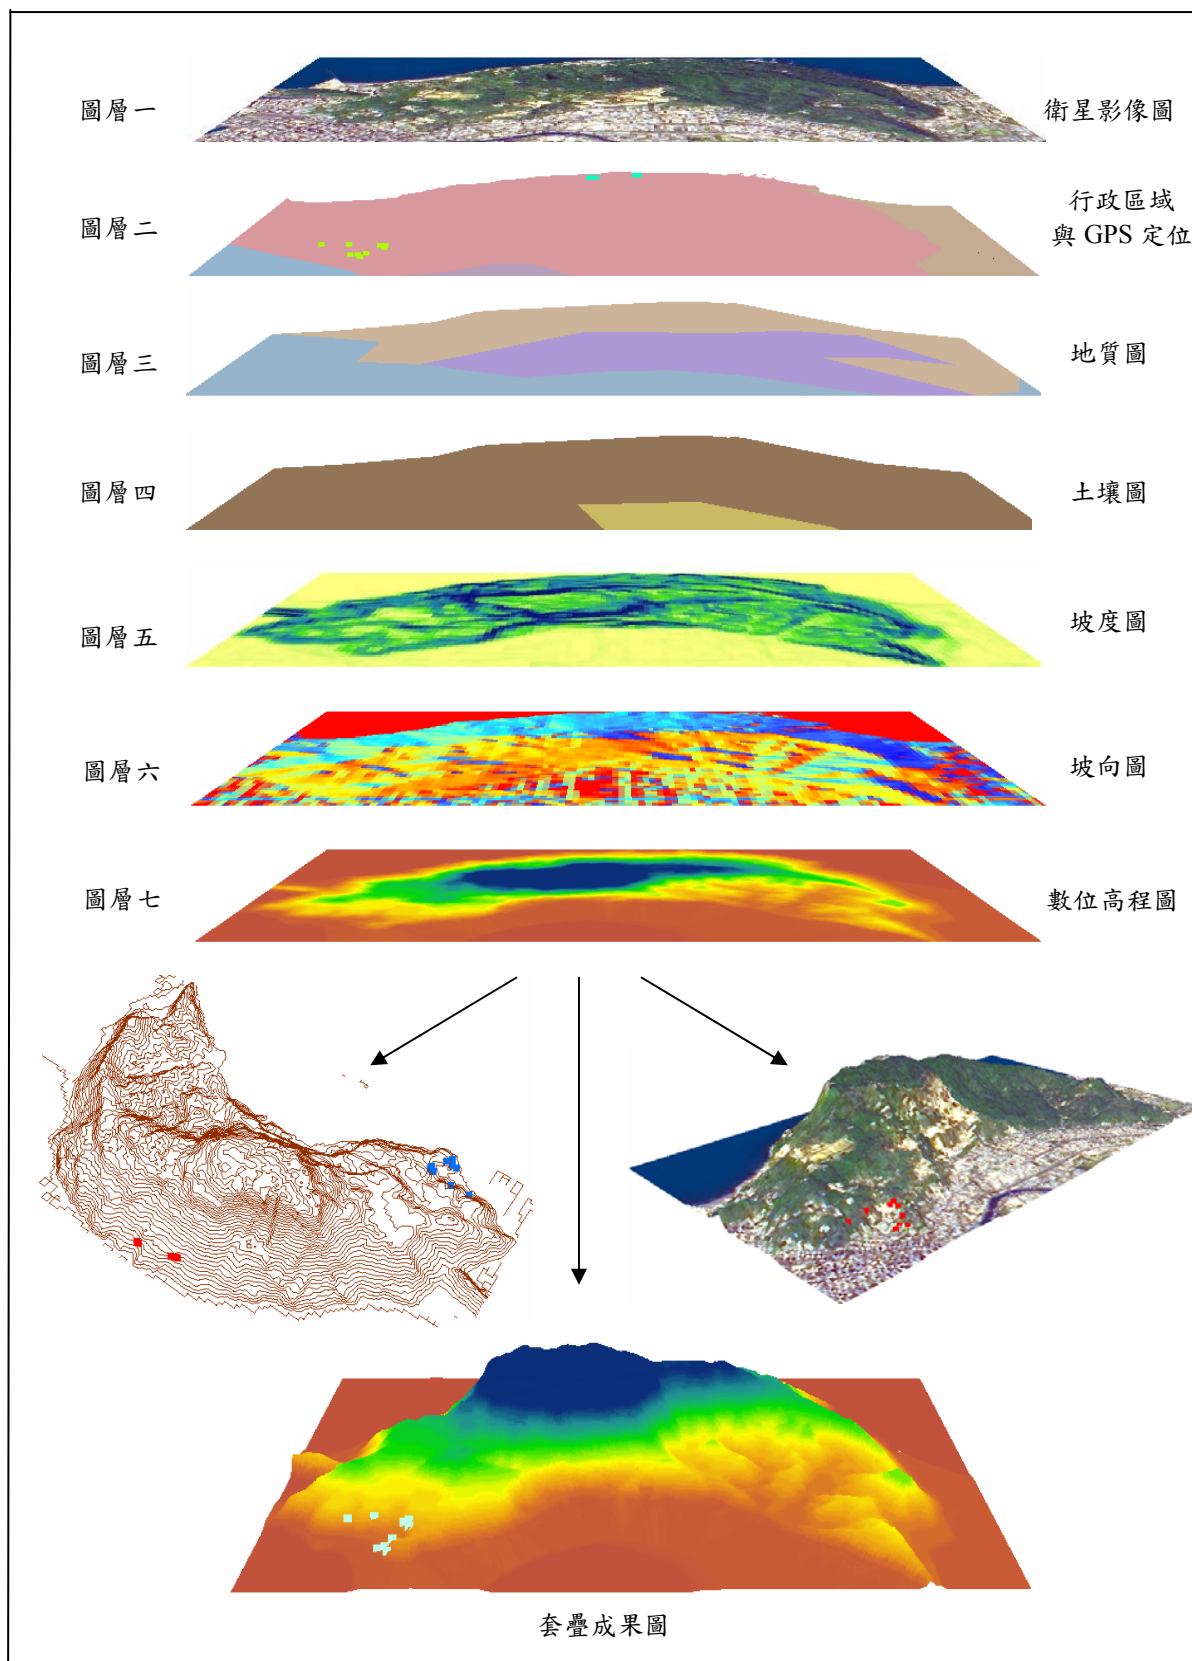 圖層一
衛星影像圖
圖層二
行政區域
與 GPS 定位
圖層三
地質圖
圖層四
土壤圖
圖層五
坡度圖
圖層六
坡向圖
圖層七
數位高程圖
套疊成果圖